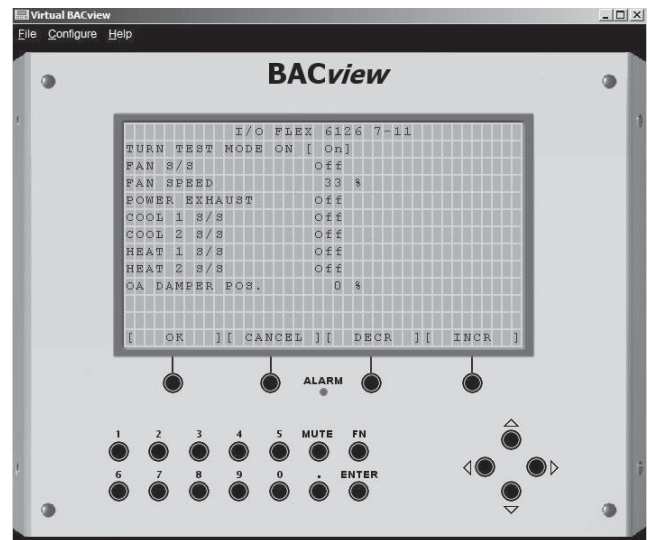 Virtual BACview
File Configure Help
BACview
I/O FLEX 6126 7-11
TURN TEST MODE ON [ On]
FAN S/S Off
FAN SPEED 33 %
POWER EXHAUST Off
COOL 1 S/S Off
COOL 2 S/S Off
HEAT 1 S/S Off
HEAT 2 S/S Off
OA DAMPER POS. 0 %
[ OK ][ CANCEL ][ DECR ][ INCR ]
ALARM
1 2 3 4 5 MUTE FN
6 7 8 9 0 . ENTER